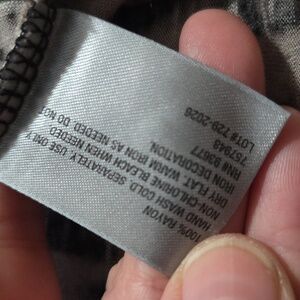 100% RAYON
HAND WASH COLD. SEPARATELY. USE ONLY
NON-CHLORINE BLEACH WHEN NEEDED.
DRY FLAT. WARM IRON AS NEEDED. DO NOT
IRON DECORATION.
RN# 93677
757948
LOT# 729-2026